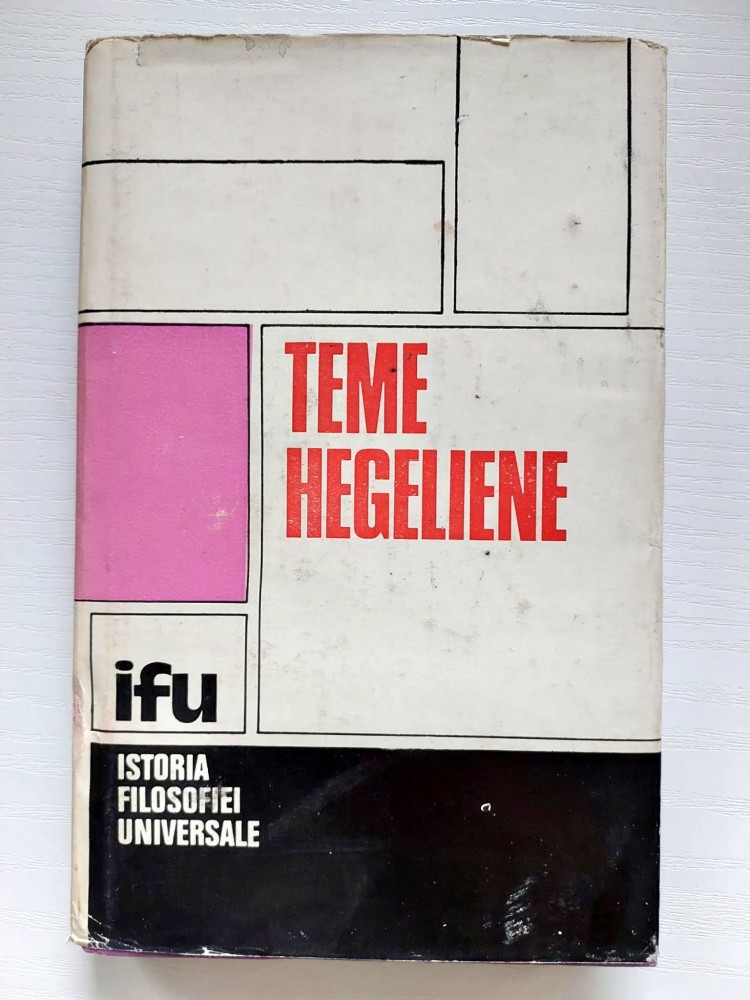 TEME
HEGELIENE
ifu
ISTORIA
FILOSOFIEI
UNIVERSALE